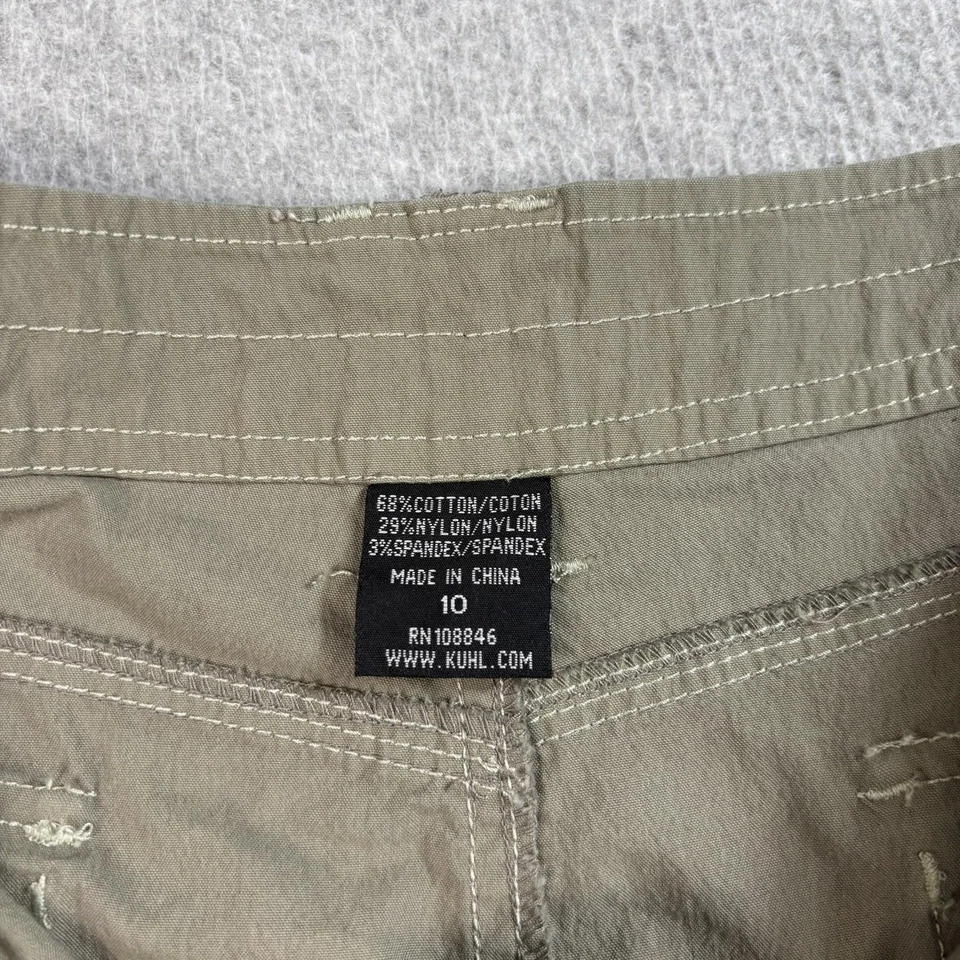 68%COTTON/COTON
29%NYLON/NYLON
3%SPANDEX/SPANDEX
MADE IN CHINA
10
RN108846
WWW.KUHL.COM